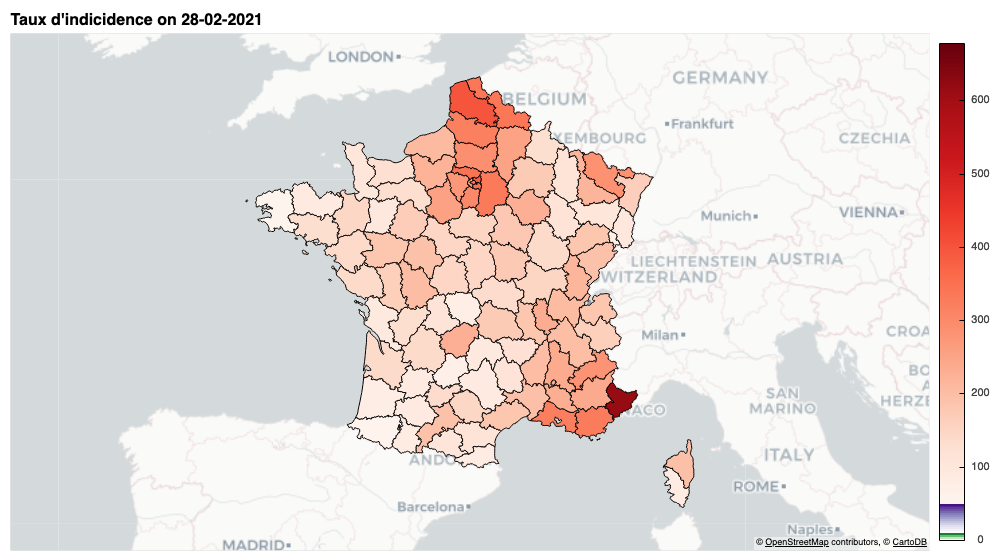 Taux d'indicidence on 28-02-2021
LONDON
GERMANY
BELGIUM
XEMBOURG
Frankfurt
CZECHIA
600
500
Munich
VIENNA
LIECHTENSTEIN
AUSTRIA
WITZERLAND
400
Milan
CROA
300
BO
A
HERZE
SAN
MARINO
ACO
200
ITALY
ANDO
100
ROME
Barcelona
Naples
MADRID
0
© OpenStreetMap contributors, © CartoDB